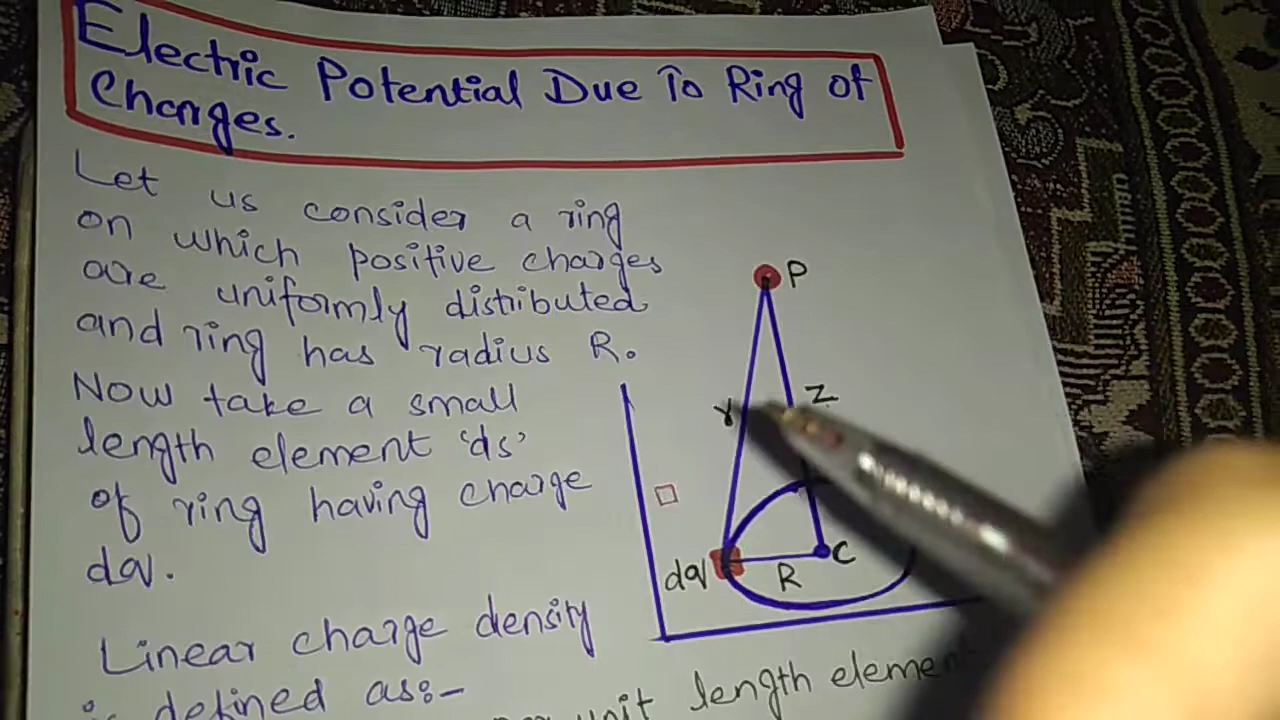 Electric Potential Due To Ring of
Charges.
Let us consider a ring
on which positive charges
are uniformly distributed
and ring has radius R.
Now take a small
length element 'ds'
of ring having charge
dq.
Linear charge density
is defined as:-
per unit length element
P
r
Z
dq
R
C